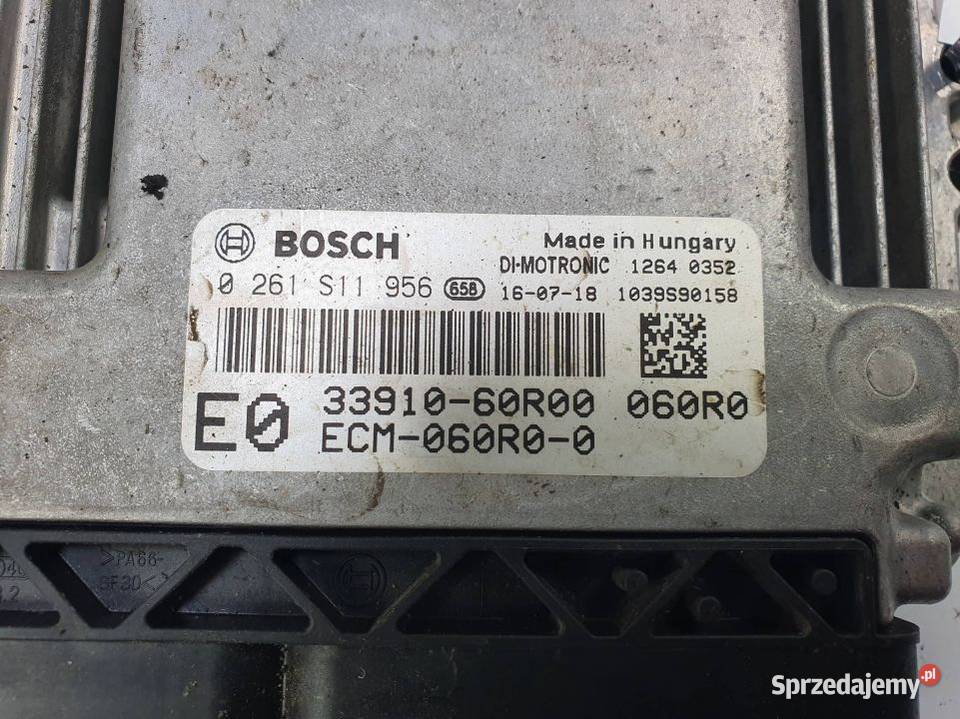 BOSCH
Made in Hungary
DI-MOTRONIC 1264 0352
0 261 S11 956 658
16-07-18 1039S90158
E0
33910-60R00 060R0
ECM-060R0-0
>PA66-
GF30<
Sprzedajemy.pl